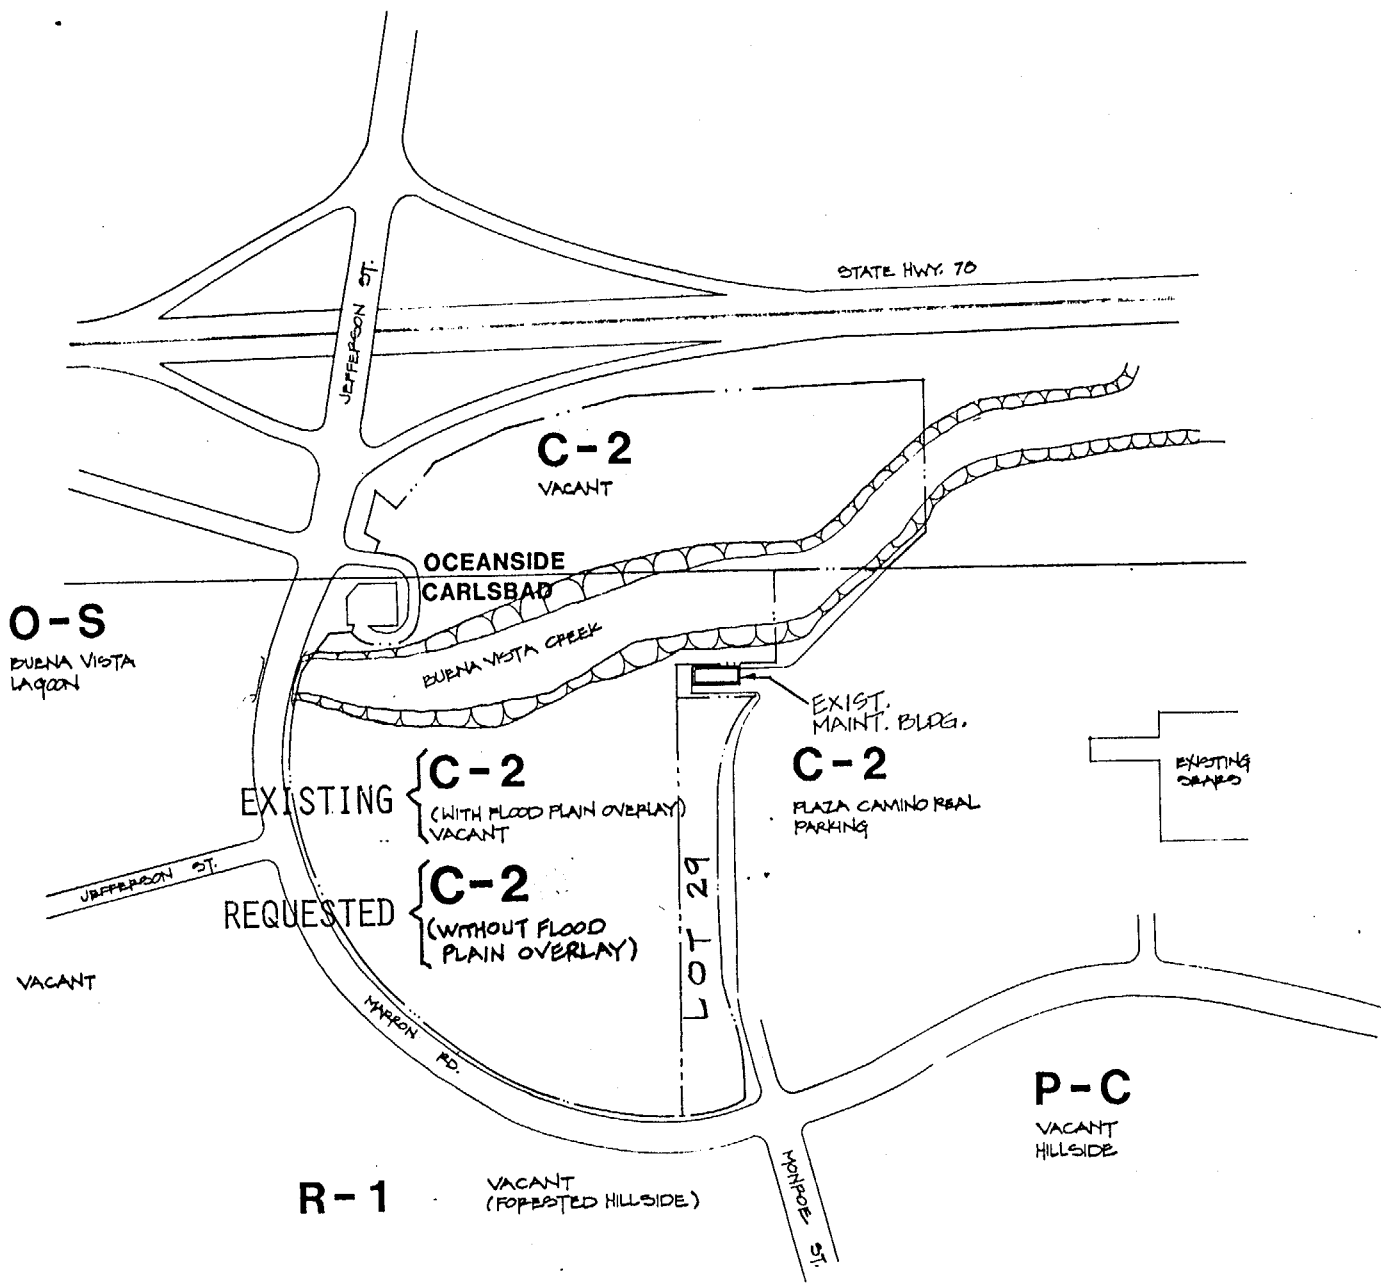 STATE HWY. 78
JEFFERSON ST.
C-2
VACANT
OCEANSIDE
CARLSBAD
O-S
BUENA VISTA
LAGOON
BUENA VISTA CREEK
EXIST.
MAINT. BLDG.
EXISTING
C-2
(WITH FLOOD PLAIN OVERLAY)
VACANT
C-2
PLAZA CAMINO REAL
PARKING
EXISTING
SEARS
JEFFERSON ST.
REQUESTED
C-2
(WITHOUT FLOOD
PLAIN OVERLAY)
LOT 29
VACANT
MARRON RD.
P-C
VACANT
HILLSIDE
R-1
VACANT
(FORESTED HILLSIDE)
MONROE ST.